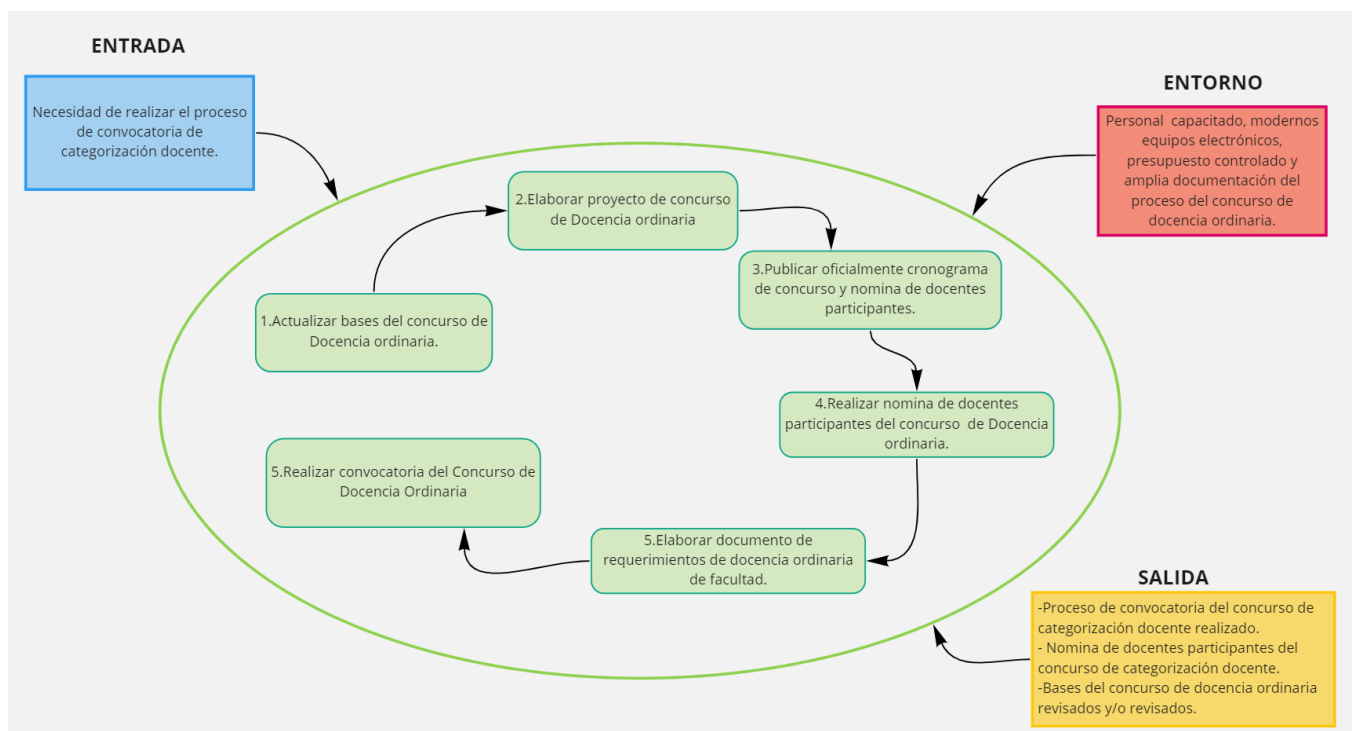 ENTRADA
Necesidad de realizar el proceso
de convocatoria de
categorización docente.
ENTORNO
Personal capacitado, modernos
equipos electrónicos,
presupuesto controlado y
amplia documentación del
proceso del concurso de
docencia ordinaria.
1.Actualizar bases del concurso de
Docencia ordinaria.
2.Elaborar proyecto de concurso
de Docencia ordinaria
3.Publicar oficialmente cronograma
de concurso y nomina de docentes
participantes.
4.Realizar nomina de docentes
participantes del concurso de Docencia
ordinaria.
5.Elaborar documento de
requerimientos de docencia ordinaria
de facultad.
5.Realizar convocatoria del Concurso de
Docencia Ordinaria
SALIDA
-Proceso de convocatoria del concurso de
categorización docente realizado.
- Nomina de docentes participantes del
concurso de categorización docente.
-Bases del concurso de docencia ordinaria
revisados y/o revisados.